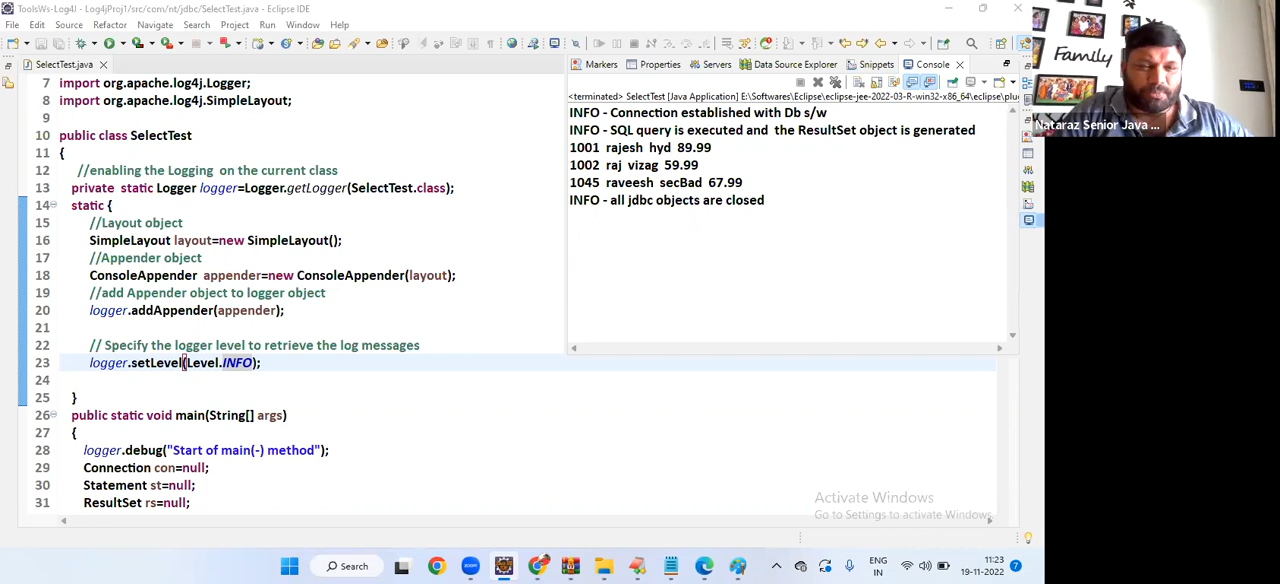 ToolsWs-Log4J - Log4jProj1/src/com/nt/jdbc/SelectTest.java - Eclipse IDE
File Edit Source Refactor Navigate Search Project Run Window Help
SelectTest.java
7 import org.apache.log4j.Logger;
8 import org.apache.log4j.SimpleLayout;
9
10 public class SelectTest
11 {
12 //enabling the Logging on the current class
13 private static Logger logger=Logger.getLogger(SelectTest.class);
14 static {
15 //Layout object
16 SimpleLayout layout=new SimpleLayout();
17 //Appender object
18 ConsoleAppender appender=new ConsoleAppender(layout);
19 //add Appender object to logger object
20 logger.addAppender(appender);
21
22 // Specify the logger level to retrieve the log messages
23 logger.setLevel(Level.INFO);
24
25 }
26 public static void main(String[] args)
27 {
28 logger.debug("Start of main(-) method");
29 Connection con=null;
30 Statement st=null;
31 ResultSet rs=null;
Markers Properties Servers Data Source Explorer Snippets Console
<terminated> SelectTest [Java Application] E:\Softwares\Eclipse\eclipse-jee-2022-03-R-win32-x86_64\eclipse\plu
INFO - Connection established with Db s/w
INFO - SQL query is executed and the ResultSet object is generated
1001 rajesh hyd 89.99
1002 raj vizag 59.99
1045 raveesh secBad 67.99
INFO - all jdbc objects are closed
Family
Nataraz Senior Java ...
Activate Windows
Go to Settings to activate Windows.
Search
zoom
ENG
IN
11:23
19-11-2022
7